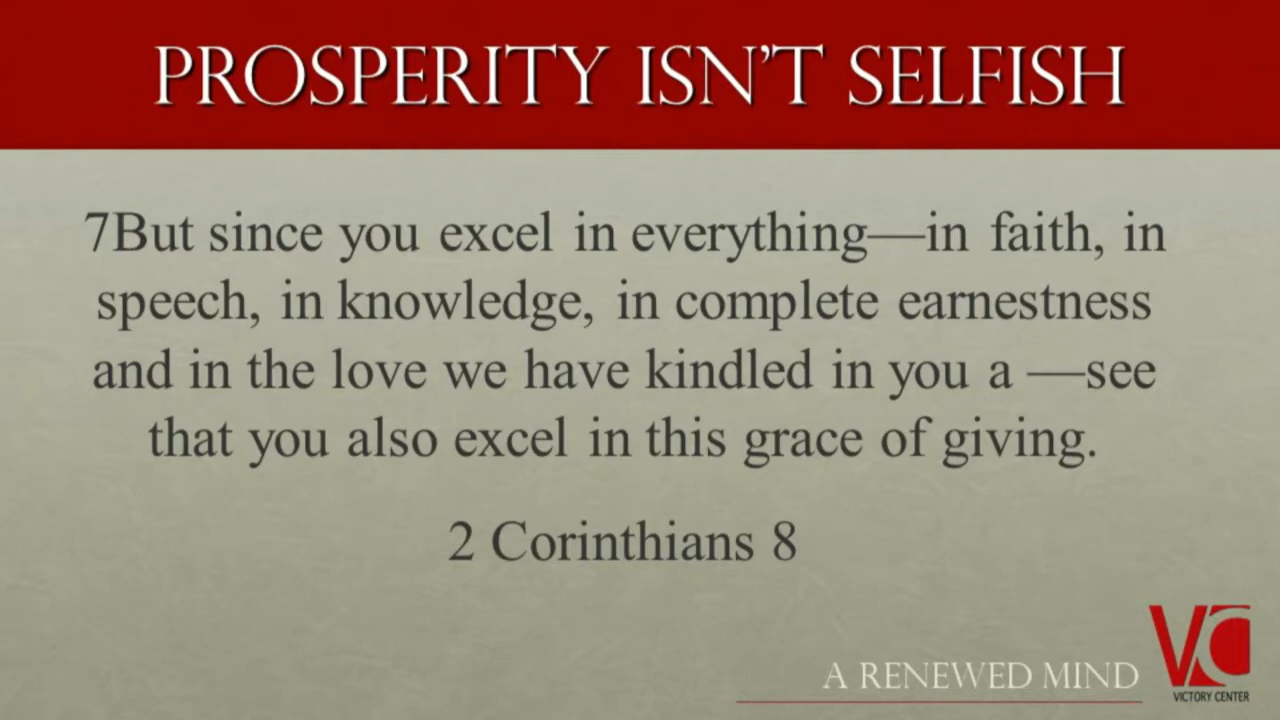 PROSPERITY ISN'T SELFISH
7But since you excel in everything—in faith, in
speech, in knowledge, in complete earnestness
and in the love we have kindled in you a —see
that you also excel in this grace of giving.
2 Corinthians 8
A RENEWED MIND
VC
VICTORY CENTER